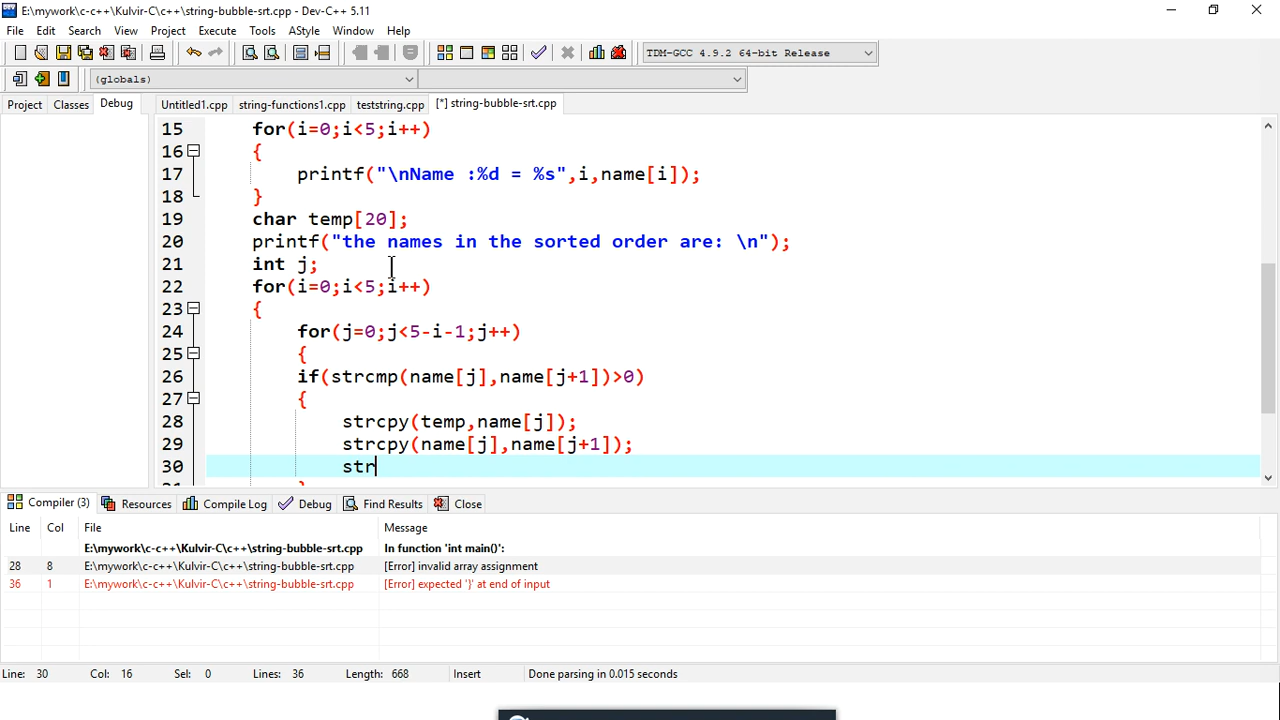 E:\mywork\c-c++\Kulvir-C\c++\string-bubble-srt.cpp - Dev-C++ 5.11
File Edit Search View Project Execute Tools AStyle Window Help
TDM-GCC 4.9.2 64-bit Release
(globals)
Project Classes Debug Untitled1.cpp string-functions1.cpp teststring.cpp [*] string-bubble-srt.cpp
15 for(i=0;i<5;i++)
16 {
17 printf("\nName :%d = %s",i,name[i]);
18 }
19 char temp[20];
20 printf("the names in the sorted order are: \n");
21 int j;
22 for(i=0;i<5;i++)
23 {
24 for(j=0;j<5-i-1;j++)
25 {
26 if(strcmp(name[j],name[j+1])>0)
27 {
28 strcpy(temp,name[j]);
29 strcpy(name[j],name[j+1]);
30 str
Compiler (3) Resources Compile Log Debug Find Results Close
Line Col File Message
E:\mywork\c-c++\Kulvir-C\c++\string-bubble-srt.cpp In function 'int main()':
28 8 E:\mywork\c-c++\Kulvir-C\c++\string-bubble-srt.cpp [Error] invalid array assignment
36 1 E:\mywork\c-c++\Kulvir-C\c++\string-bubble-srt.cpp [Error] expected '}' at end of input
Line: 30 Col: 16 Sel: 0 Lines: 36 Length: 668 Insert Done parsing in 0.015 seconds